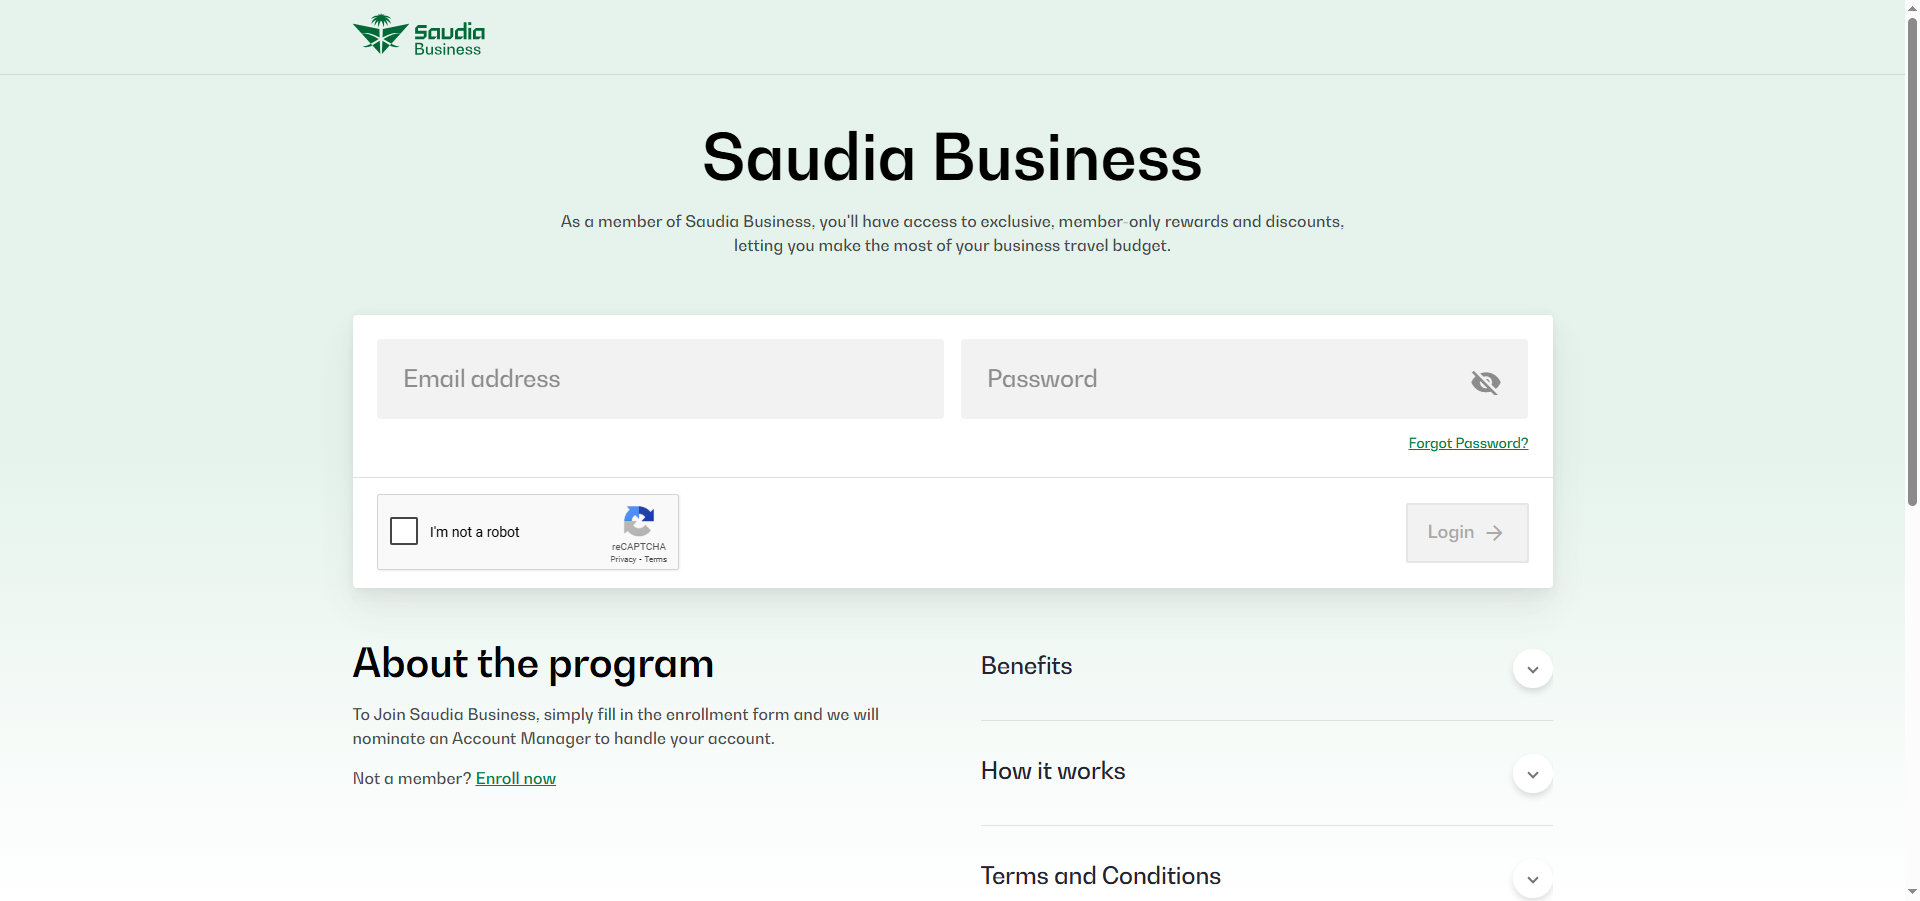 Saudia
Business
Saudia Business
As a member of Saudia Business, you'll have access to exclusive, member-only rewards and discounts,
letting you make the most of your business travel budget.
Email address
Password
Forgot Password?
I'm not a robot
reCAPTCHA
Privacy - Terms
Login
About the program
To Join Saudia Business, simply fill in the enrollment form and we will
nominate an Account Manager to handle your account.
Not a member? Enroll now
Benefits
How it works
Terms and Conditions